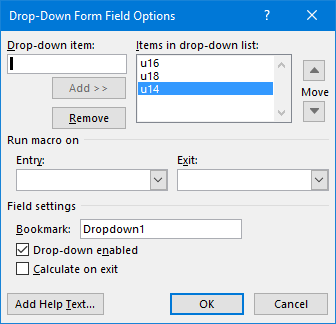 Drop-Down Form Field Options
Drop-down item:
Items in drop-down list:
u16
u18
u14
Add >>
Remove
Move
Run macro on
Entry:
Exit:
Field settings
Bookmark: Dropdown1
Drop-down enabled
Calculate on exit
Add Help Text... OK Cancel